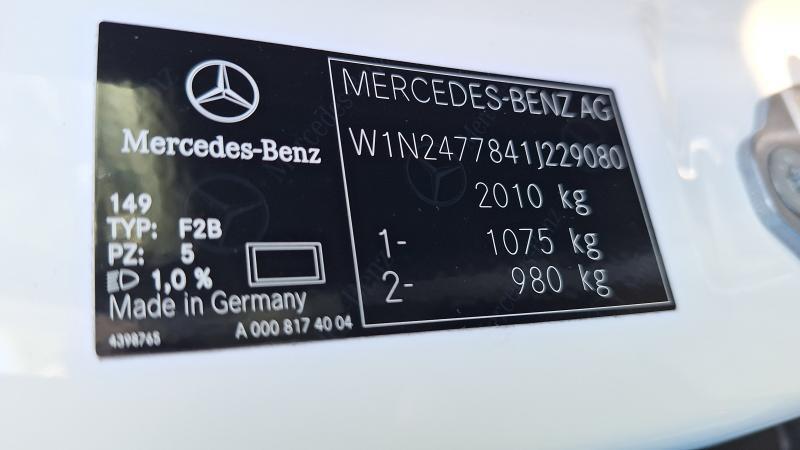 Mercedes-Benz
149
TYP: F2B
PZ: 5
1,0 %
Made in Germany
4398765
A 000 817 40 04
MERCEDES-BENZ AG
W1N2477841J229080
2010 kg
1- 1075 kg
2- 980 kg